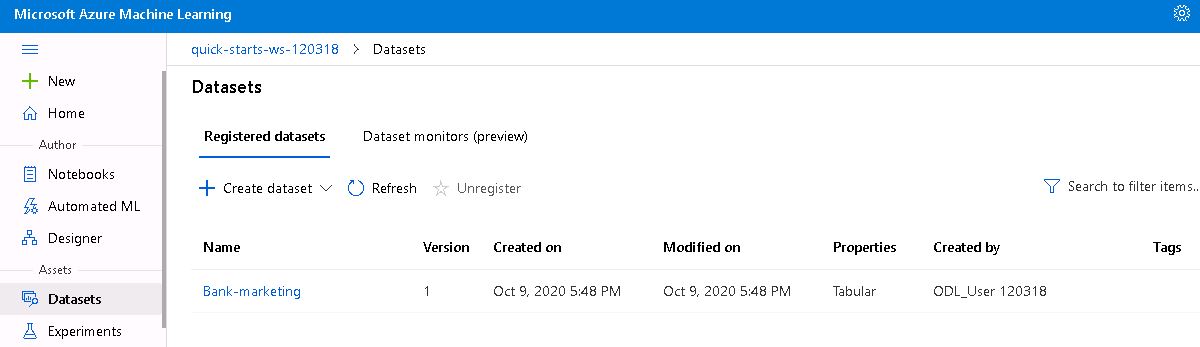 Microsoft Azure Machine Learning
quick-starts-ws-120318 > Datasets
New
Home
Author
Notebooks
Automated ML
Designer
Assets
Datasets
Experiments
Datasets
Registered datasets Dataset monitors (preview)
Create dataset Refresh Unregister Search to filter items...
Name Version Created on Modified on Properties Created by Tags
Bank-marketing 1 Oct 9, 2020 5:48 PM Oct 9, 2020 5:48 PM Tabular ODL_User 120318